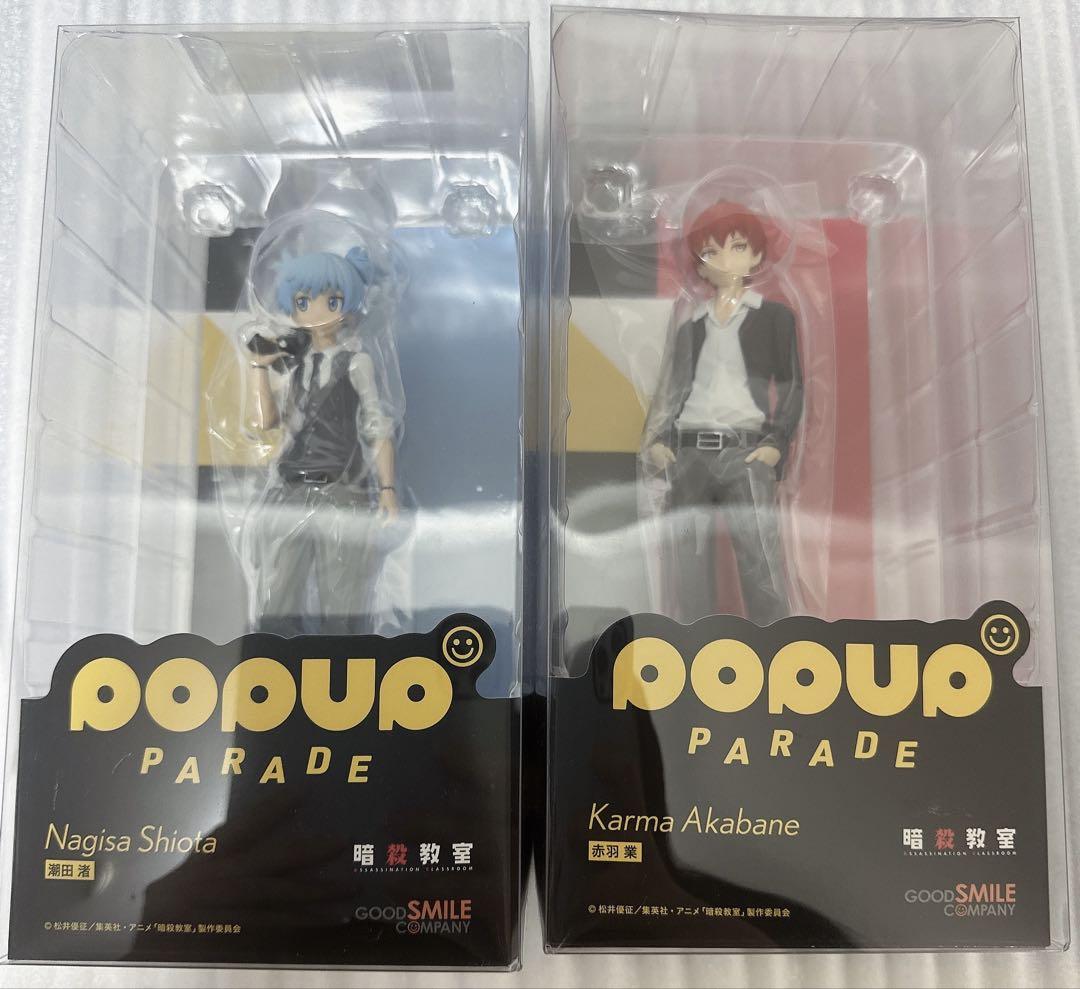 POPUP
PARADE
Nagisa Shiota
潮田 渚
暗殺教室
ASSASSINATION CLASSROOM
©松井優征／集英社・アニメ「暗殺教室」製作委員会
GOOD SMILE
COMPANY
POPUP
PARADE
Karma Akabane
赤羽 業
暗殺教室
ASSASSINATION CLASSROOM
©松井優征／集英社・アニメ「暗殺教室」製作委員会
GOOD SMILE
COMPANY